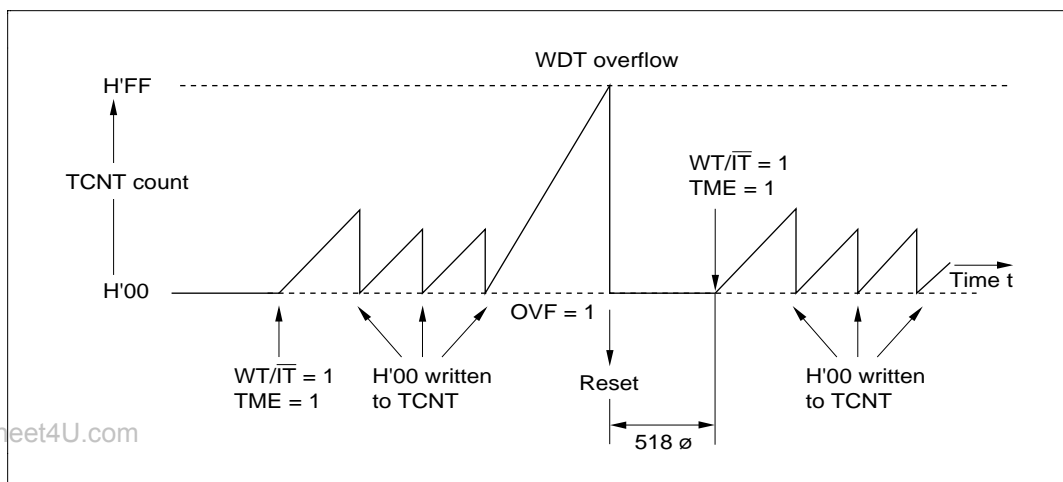 WDT overflow
H'FF
WT/IT = 1
TME = 1
TCNT count
Time t
H'00
OVF = 1
WT/IT = 1
TME = 1
H'00 written
to TCNT
Reset
H'00 written
to TCNT
518 ø
neet4U.com